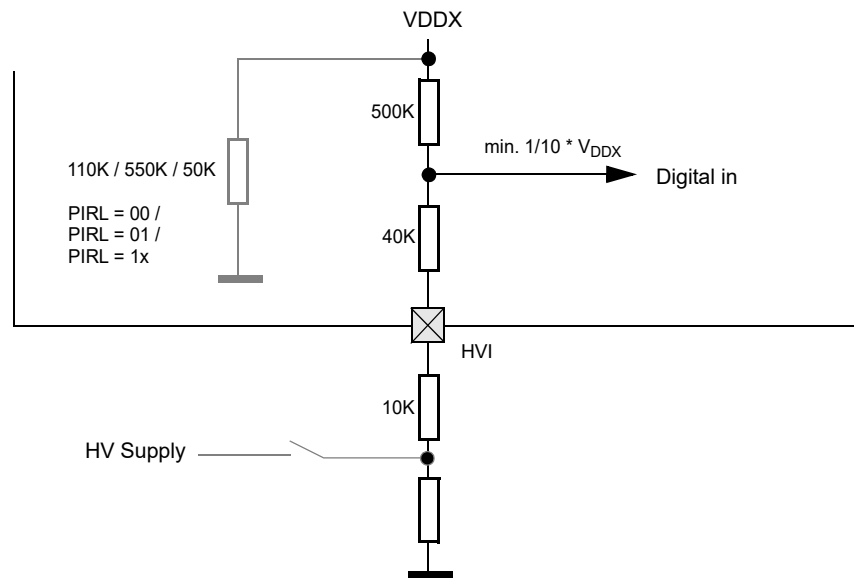 VDDX
500K
min. 1/10 * VDDX
Digital in
110K / 550K / 50K
PIRL = 00 /
PIRL = 01 /
PIRL = 1x
40K
HVI
10K
HV Supply